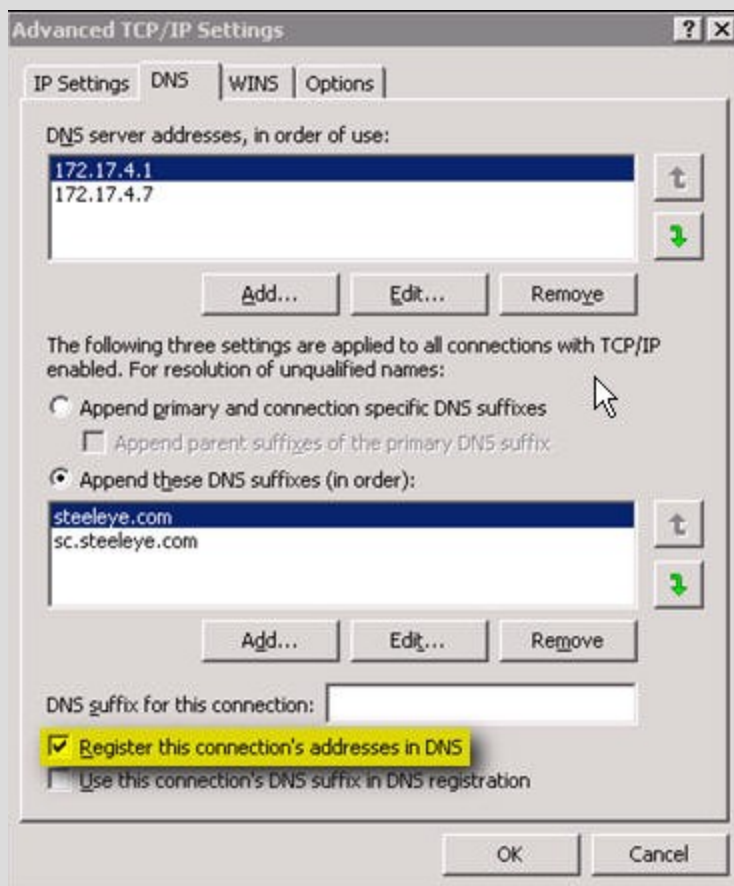 Advanced TCP/IP Settings
IP Settings DNS WINS Options
DNS server addresses, in order of use:
172.17.4.1
172.17.4.7
Add... Edit... Remove
The following three settings are applied to all connections with TCP/IP
enabled. For resolution of unqualified names:
Append primary and connection specific DNS suffixes
Append parent suffixes of the primary DNS suffix
Append these DNS suffixes (in order):
steeleye.com
sc.steeleye.com
Add... Edit... Remove
DNS suffix for this connection:
Register this connection's addresses in DNS
Use this connection's DNS suffix in DNS registration
OK Cancel